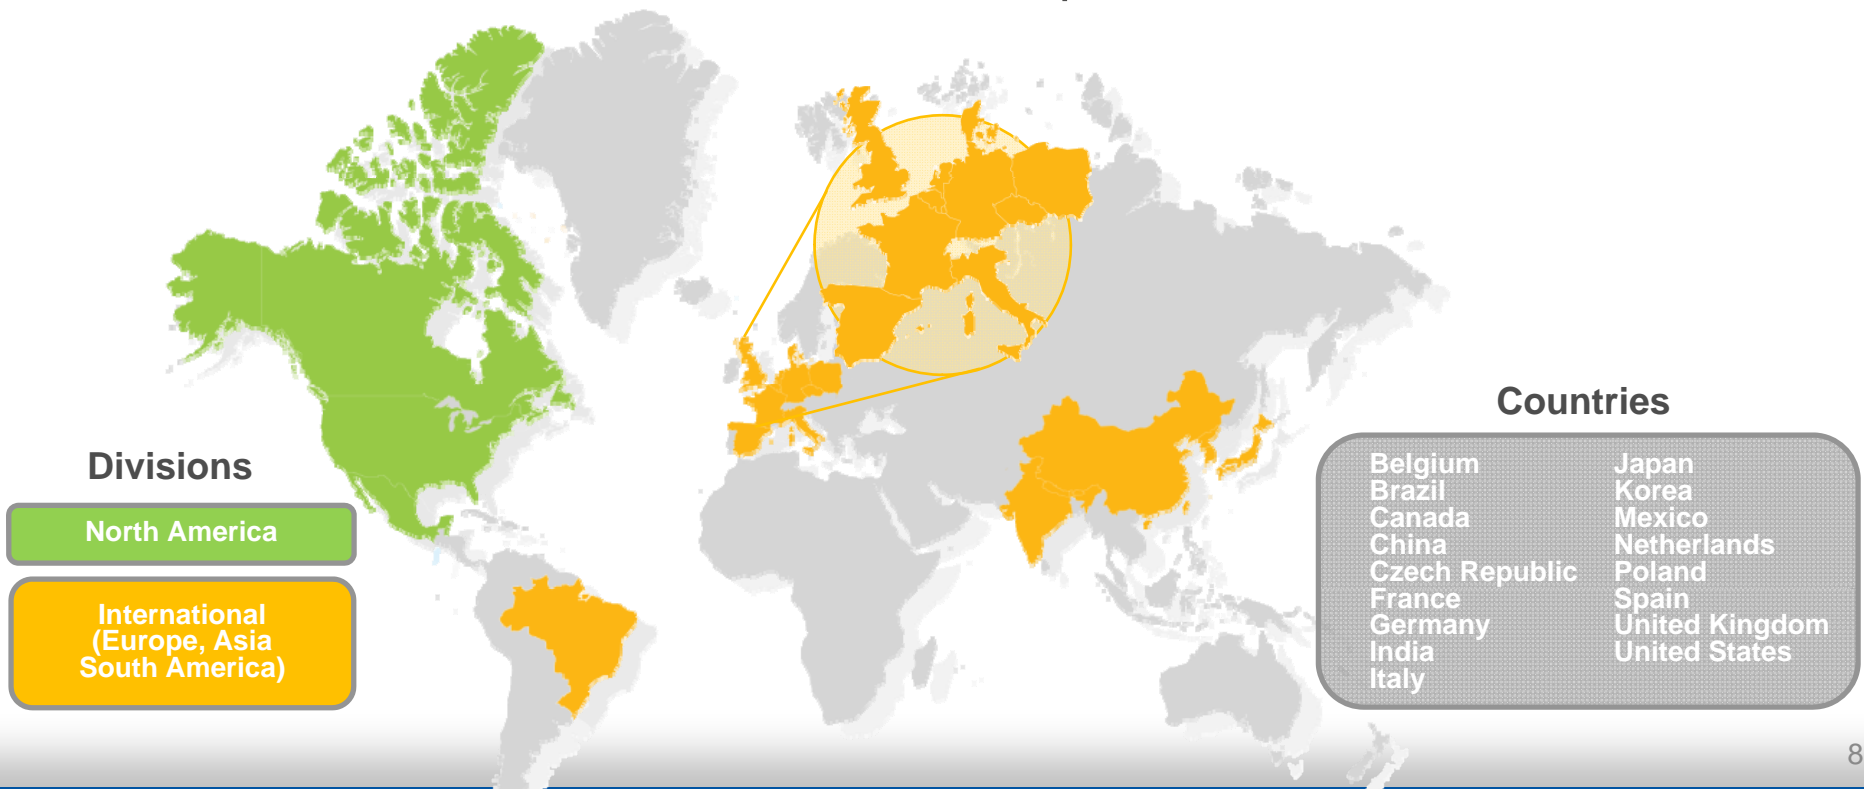 Divisions
North America
International
(Europe, Asia
South America)
Countries
Belgium
Brazil
Canada
China
Czech Republic
France
Germany
India
Italy
Japan
Korea
Mexico
Netherlands
Poland
Spain
United Kingdom
United States
8